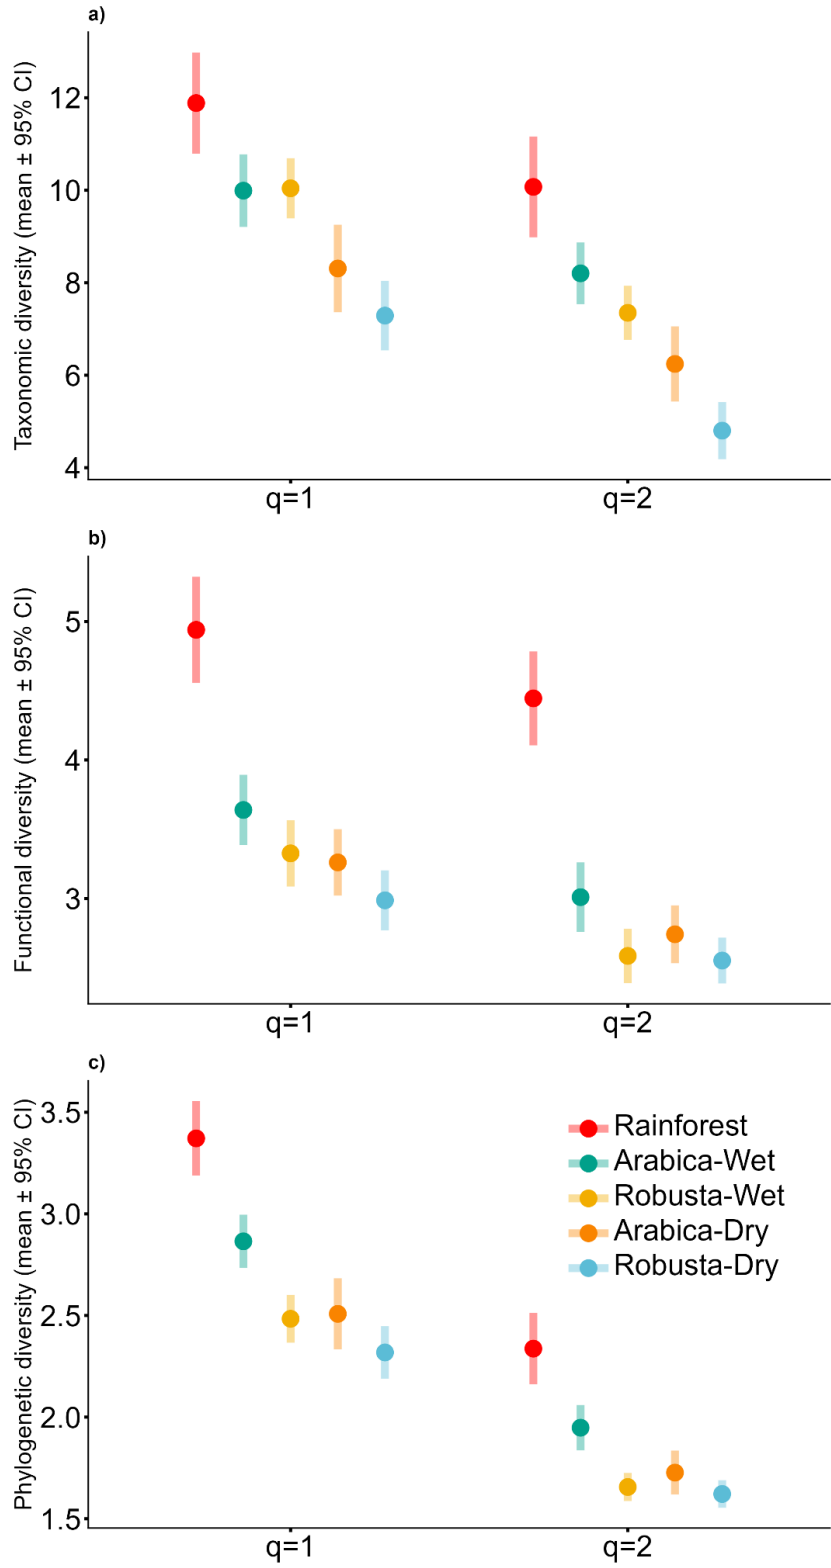 a)
Taxonomic diversity (mean ± 95% CI)
12
10
8
6
4
q=1
q=2
b)
Functional diversity (mean ± 95% CI)
5
4
3
q=1
q=2
c)
Phylogenetic diversity (mean ± 95% CI)
3.5
3.0
2.5
2.0
1.5
Rainforest
Arabica-Wet
Robusta-Wet
Arabica-Dry
Robusta-Dry
q=1
q=2